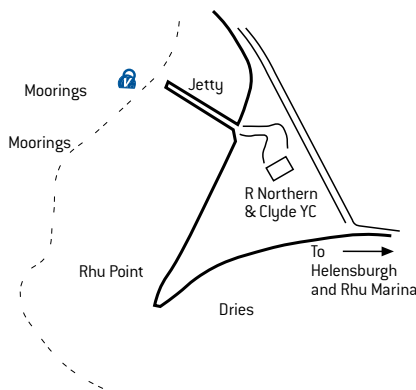 Jetty
V
Moorings
Moorings
R Northern
& Clyde YC
To
Helensburgh
and Rhu Marina
Rhu Point
Dries